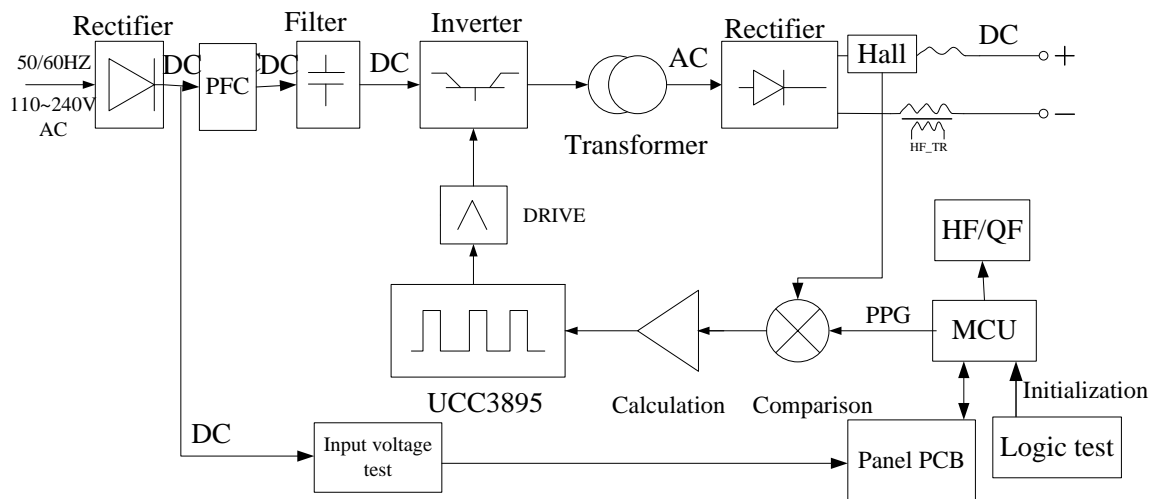 Rectifier
Filter
Inverter
Rectifier
Hall
DC
+
50/60HZ
DC
PFC
DC
DC
AC
110~240V
AC
Transformer
HF_TR
—
DRIVE
HF/QF
PPG
MCU
UCC3895
Calculation
Comparison
Initialization
DC
Input voltage
test
Panel PCB
Logic test